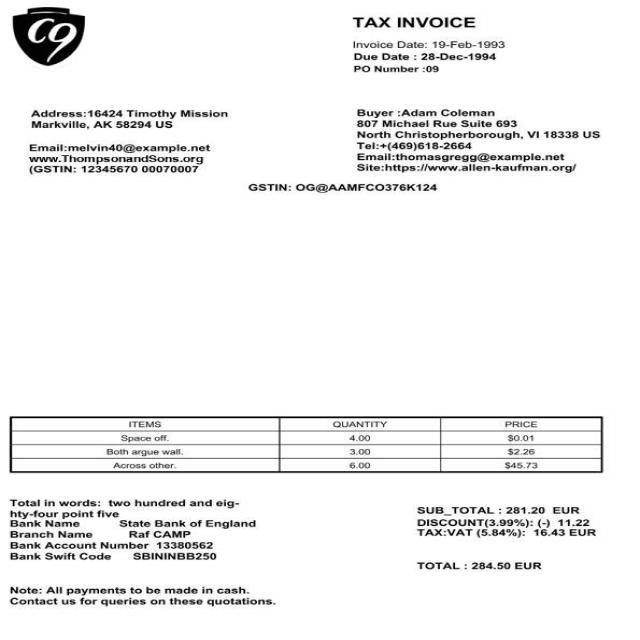 C9
TAX INVOICE
Invoice Date: 19-Feb-1993
Due Date : 28-Dec-1994
PO Number :09
Address:16424 Timothy Mission
Markville, AK 58294 US
Email:melvin40@example.net
www.ThompsonandSons.org
(GSTIN: 12345670 00070007
Buyer :Adam Coleman
807 Michael Rue Suite 693
North Christopherborough, VI 18338 US
Tel:+(469)618-2664
Email:thomasgregg@example.net
Site:https://www.allen-kaufman.org/
GSTIN: OG@AAMFCO376K124
ITEMS QUANTITY PRICE
Space off. 4.00 $0.01
Both argue wall. 3.00 $2.26
Across other. 6.00 $45.73
Total in words: two hundred and eig-
hty-four point five
Bank Name State Bank of England
Branch Name Raf CAMP
Bank Account Number 13380562
Bank Swift Code SBININBB250
SUB_TOTAL : 281.20 EUR
DISCOUNT(3.99%): (-) 11.22
TAX:VAT (5.84%): 16.43 EUR
TOTAL : 284.50 EUR
Note: All payments to be made in cash.
Contact us for queries on these quotations.